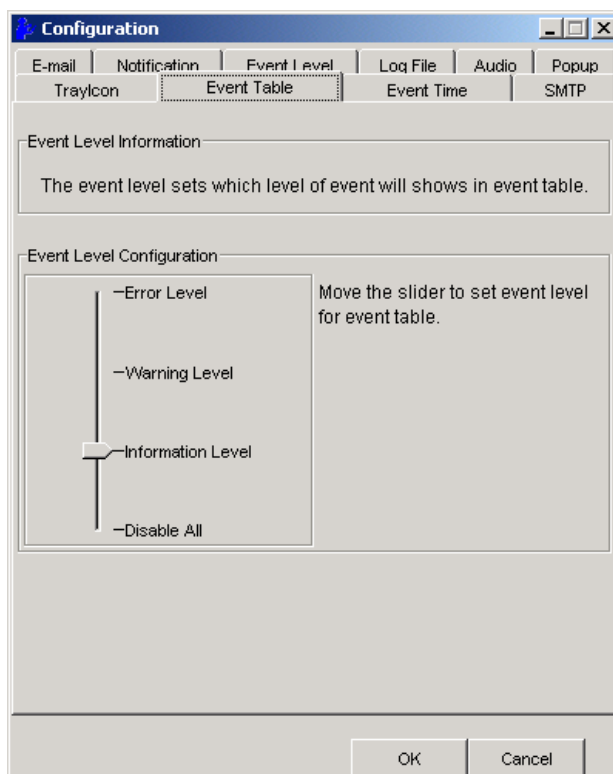 Configuration
E-mail Notification Event Level Log File Audio Popup
TrayIcon Event Table Event Time SMTP
Event Level Information
The event level sets which level of event will shows in event table.
Event Level Configuration
Error Level
Move the slider to set event level
for event table.
Warning Level
Information Level
Disable All
OK Cancel